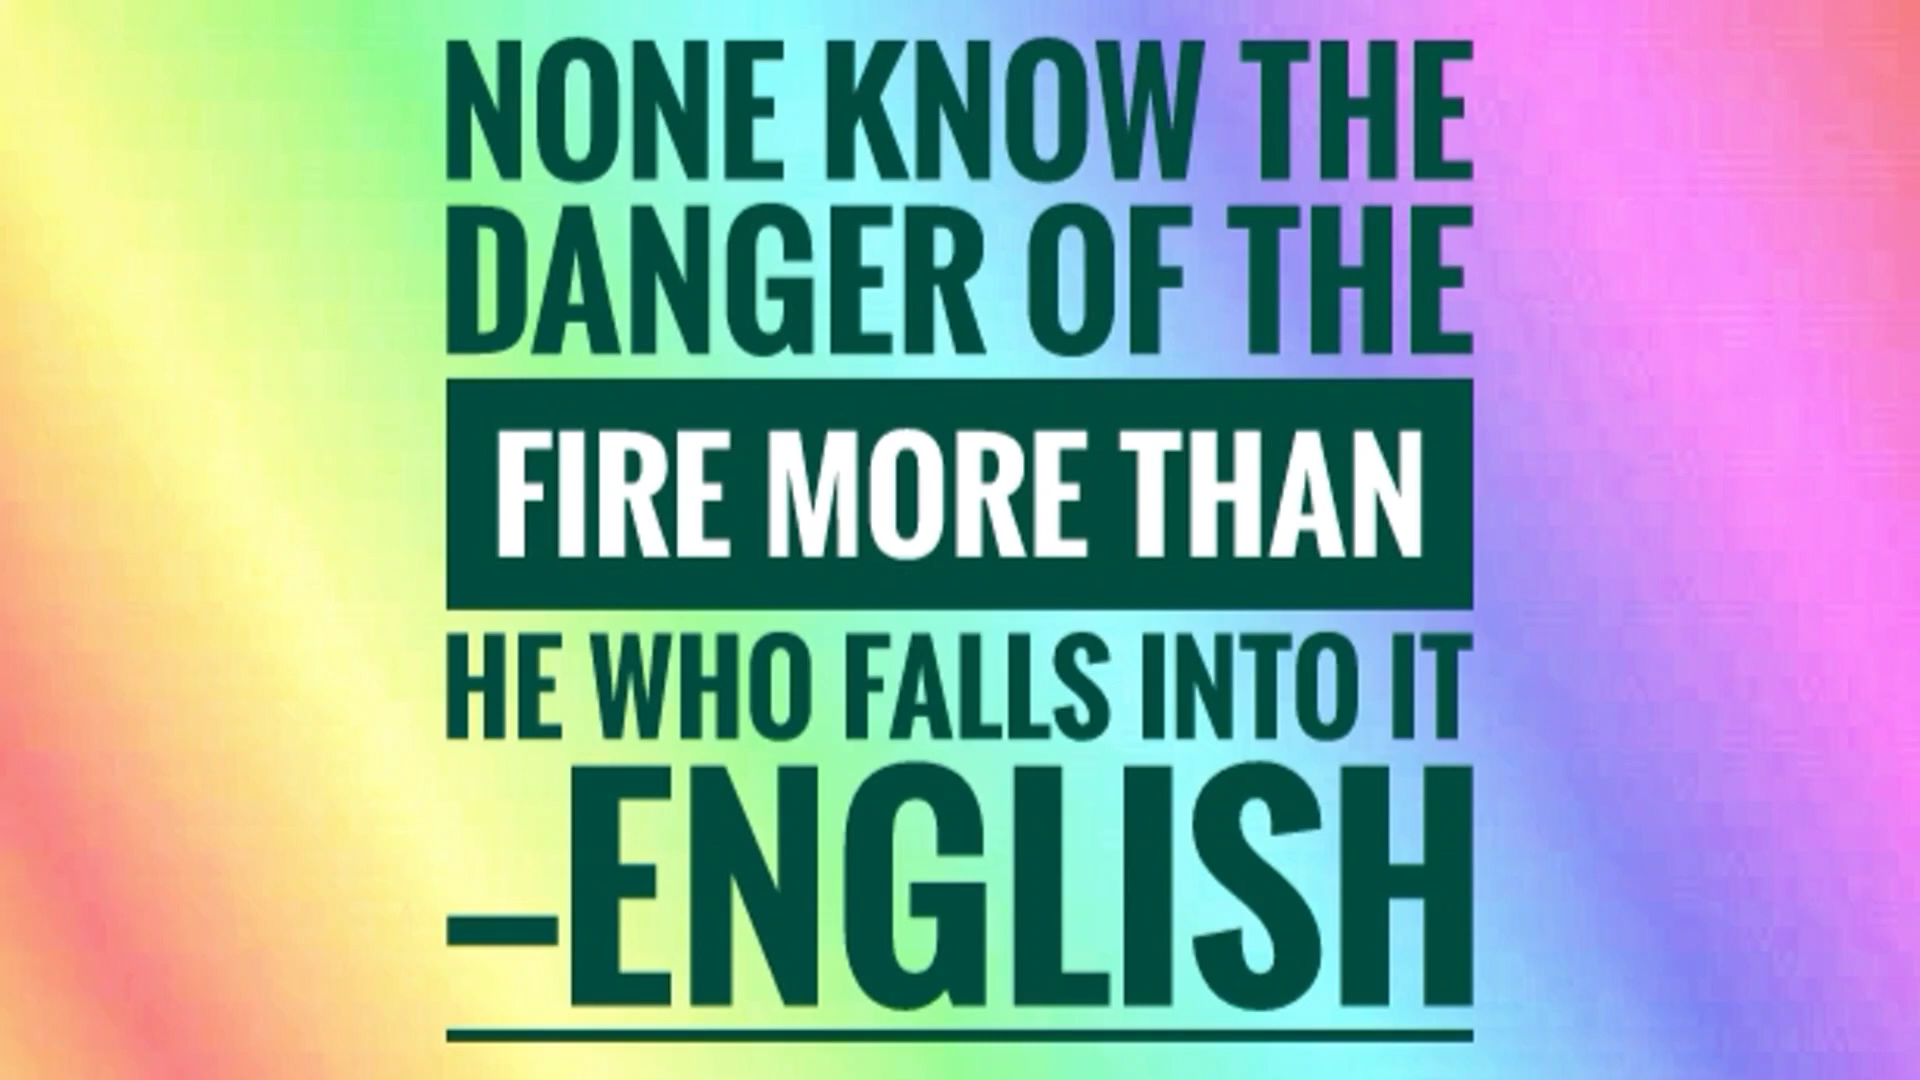 NONE KNOW THE
DANGER OF THE
FIRE MORE THAN
HE WHO FALLS INTO IT
–ENGLISH